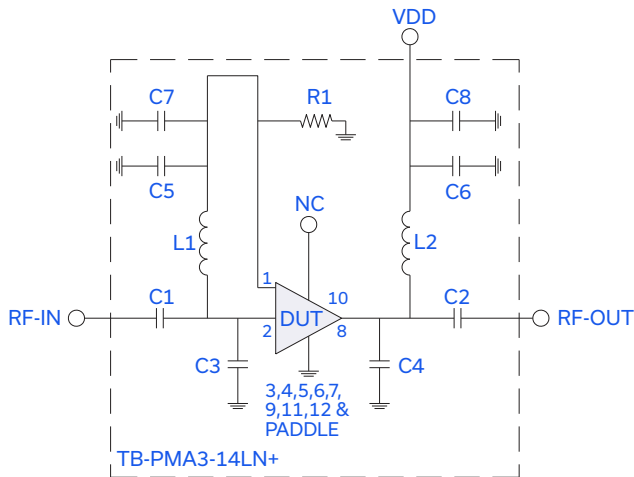 VDD
C7
R1
C8
C5
C6
NC
L1
L2
1
10
RF-IN
C1
2
DUT
8
C2
RF-OUT
C3
C4
3,4,5,6,7,
9,11,12 &
PADDLE
TB-PMA3-14LN+